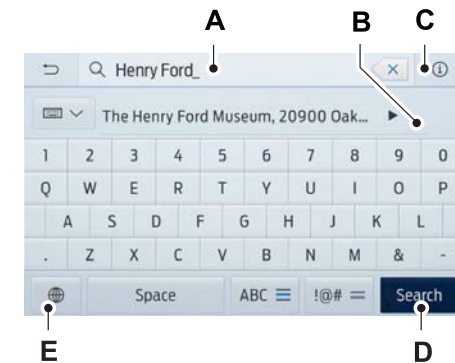 A
B
C
Henry Ford_
The Henry Ford Museum, 20900 Oak...
1 2 3 4 5 6 7 8 9 0
Q W E R T Y U I O P
A S D F G H J K L
. Z X C V B N M & -
Space ABC !@# Search
E
D